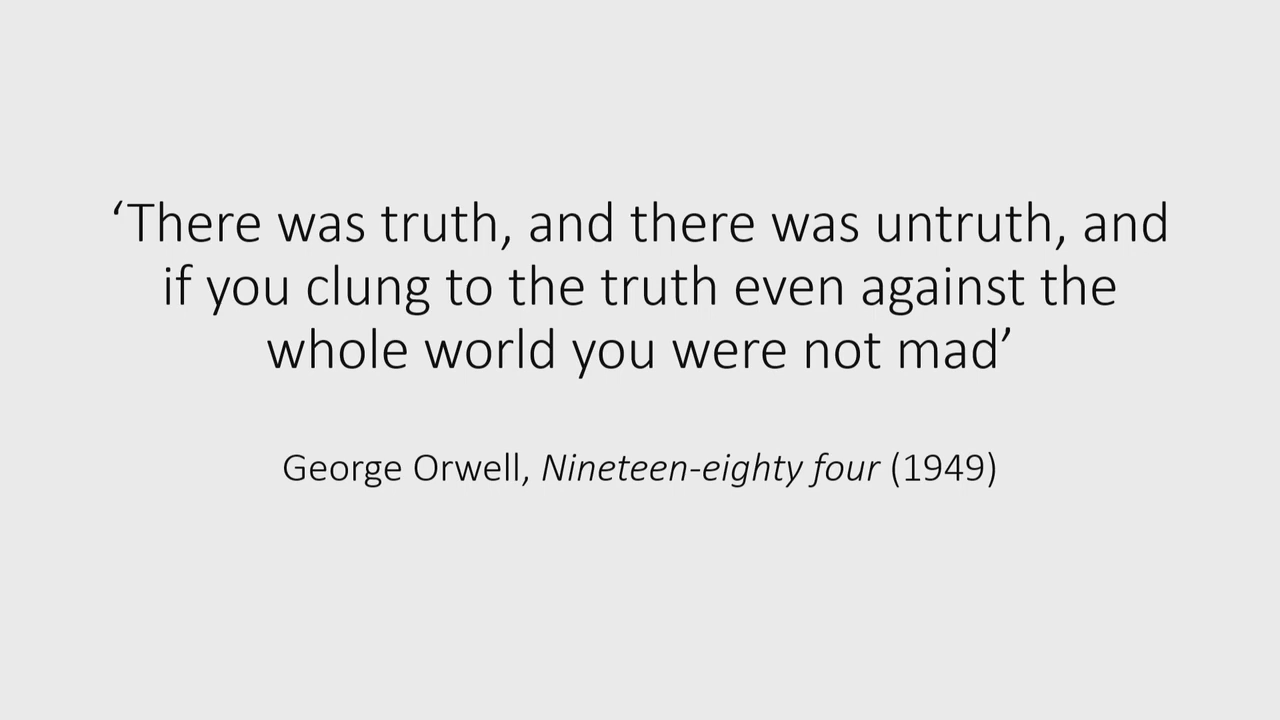 ‘There was truth, and there was untruth, and
if you clung to the truth even against the
whole world you were not mad’
George Orwell, Nineteen-eighty four (1949)